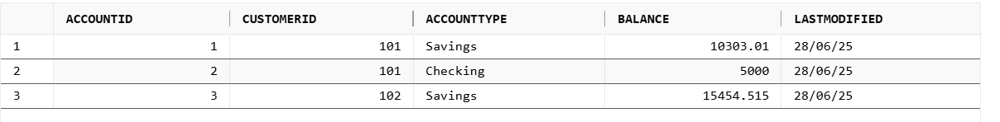 ACCOUNTID CUSTOMERID ACCOUNTTYPE BALANCE LASTMODIFIED
1 1 101 Savings 10303.01 28/06/25
2 2 101 Checking 5000 28/06/25
3 3 102 Savings 15454.515 28/06/25